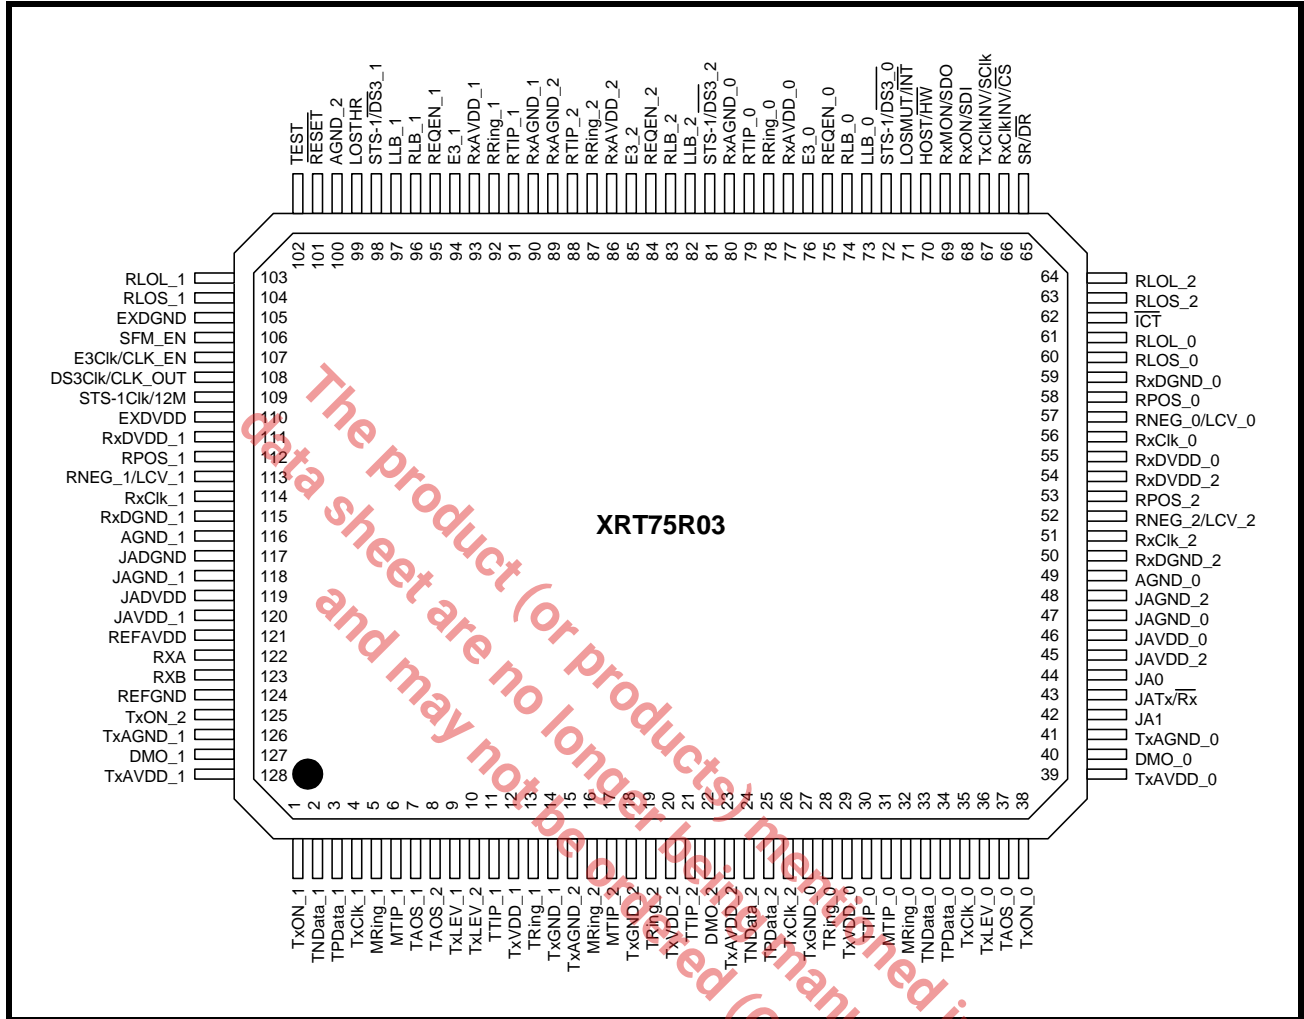 TEST
RESET
AGND_2
LOSTHR
STS-1/DS3_1
LLB_1
RLB_1
REQEN_1
E3_1
RxAVDD_1
RRing_1
RTIP_1
RxAGND_1
RxAGND_2
RTIP_2
RRing_2
RxAVDD_2
E3_2
REQEN_2
RLB_2
LLB_2
STS-1/DS3_2
RxAGND_0
RTIP_0
RRing_0
RxAVDD_0
E3_0
REQEN_0
RLB_0
LLB_0
STS-1/DS3_0
LOSMUT/INT
HOST/HW
RxMON/SDO
RxON/SDI
TxClkINV/SClk
RxClkINV/CS
SR/DR
102
101
100
99
98
97
96
95
94
93
92
91
90
89
88
87
86
85
84
83
82
81
80
79
78
77
76
75
74
73
72
71
70
69
68
67
66
65
RLOL_1 103
RLOS_1 104
EXDGND 105
SFM_EN 106
E3Clk/CLK_EN 107
DS3Clk/CLK_OUT 108
STS-1Clk/12M 109
EXDVDD 110
RxDVDD_1 111
RPOS_1 112
RNEG_1/LCV_1 113
RxClk_1 114
RxDGND_1 115
AGND_1 116
JADGND 117
JAGND_1 118
JADVDD 119
JAVDD_1 120
REFAVDD 121
RXA 122
RXB 123
REFGND 124
TxON_2 125
TxAGND_1 126
DMO_1 127
TxAVDD_1 128
XRT75R03
64 RLOL_2
63 RLOS_2
62 ICT
61 RLOL_0
60 RLOS_0
59 RxDGND_0
58 RPOS_0
57 RNEG_0/LCV_0
56 RxClk_0
55 RxDVDD_0
54 RxDVDD_2
53 RPOS_2
52 RNEG_2/LCV_2
51 RxClk_2
50 RxDGND_2
49 AGND_0
48 JAGND_2
47 JAGND_0
46 JAVDD_0
45 JAVDD_2
44 JA0
43 JATx/Rx
42 JA1
41 TxAGND_0
40 DMO_0
39 TxAVDD_0
1
2
3
4
5
6
7
8
9
10
11
12
13
14
15
16
17
18
19
20
21
22
23
24
25
26
27
28
29
30
31
32
33
34
35
36
37
38
TxON_1
TNData_1
TPData_1
TxClk_1
MRing_1
MTIP_1
TAOS_1
TAOS_2
TxLEV_1
TxLEV_2
TTIP_1
TxVDD_1
TRing_1
TxGND_1
TxAGND_2
MRing_2
MTIP_2
TxGND_2
TRing_2
TxVDD_2
TTIP_2
DMO_2
TxAVDD_2
TNData_2
TPData_2
TxClk_2
TxGND_0
TRing_0
TxVDD_0
TTIP_0
MTIP_0
MRing_0
TNData_0
TPData_0
TxClk_0
TxLEV_0
TAOS_0
TxON_0
The product (or products) mentioned i
data sheet are no longer being manu
and may not be ordered (O